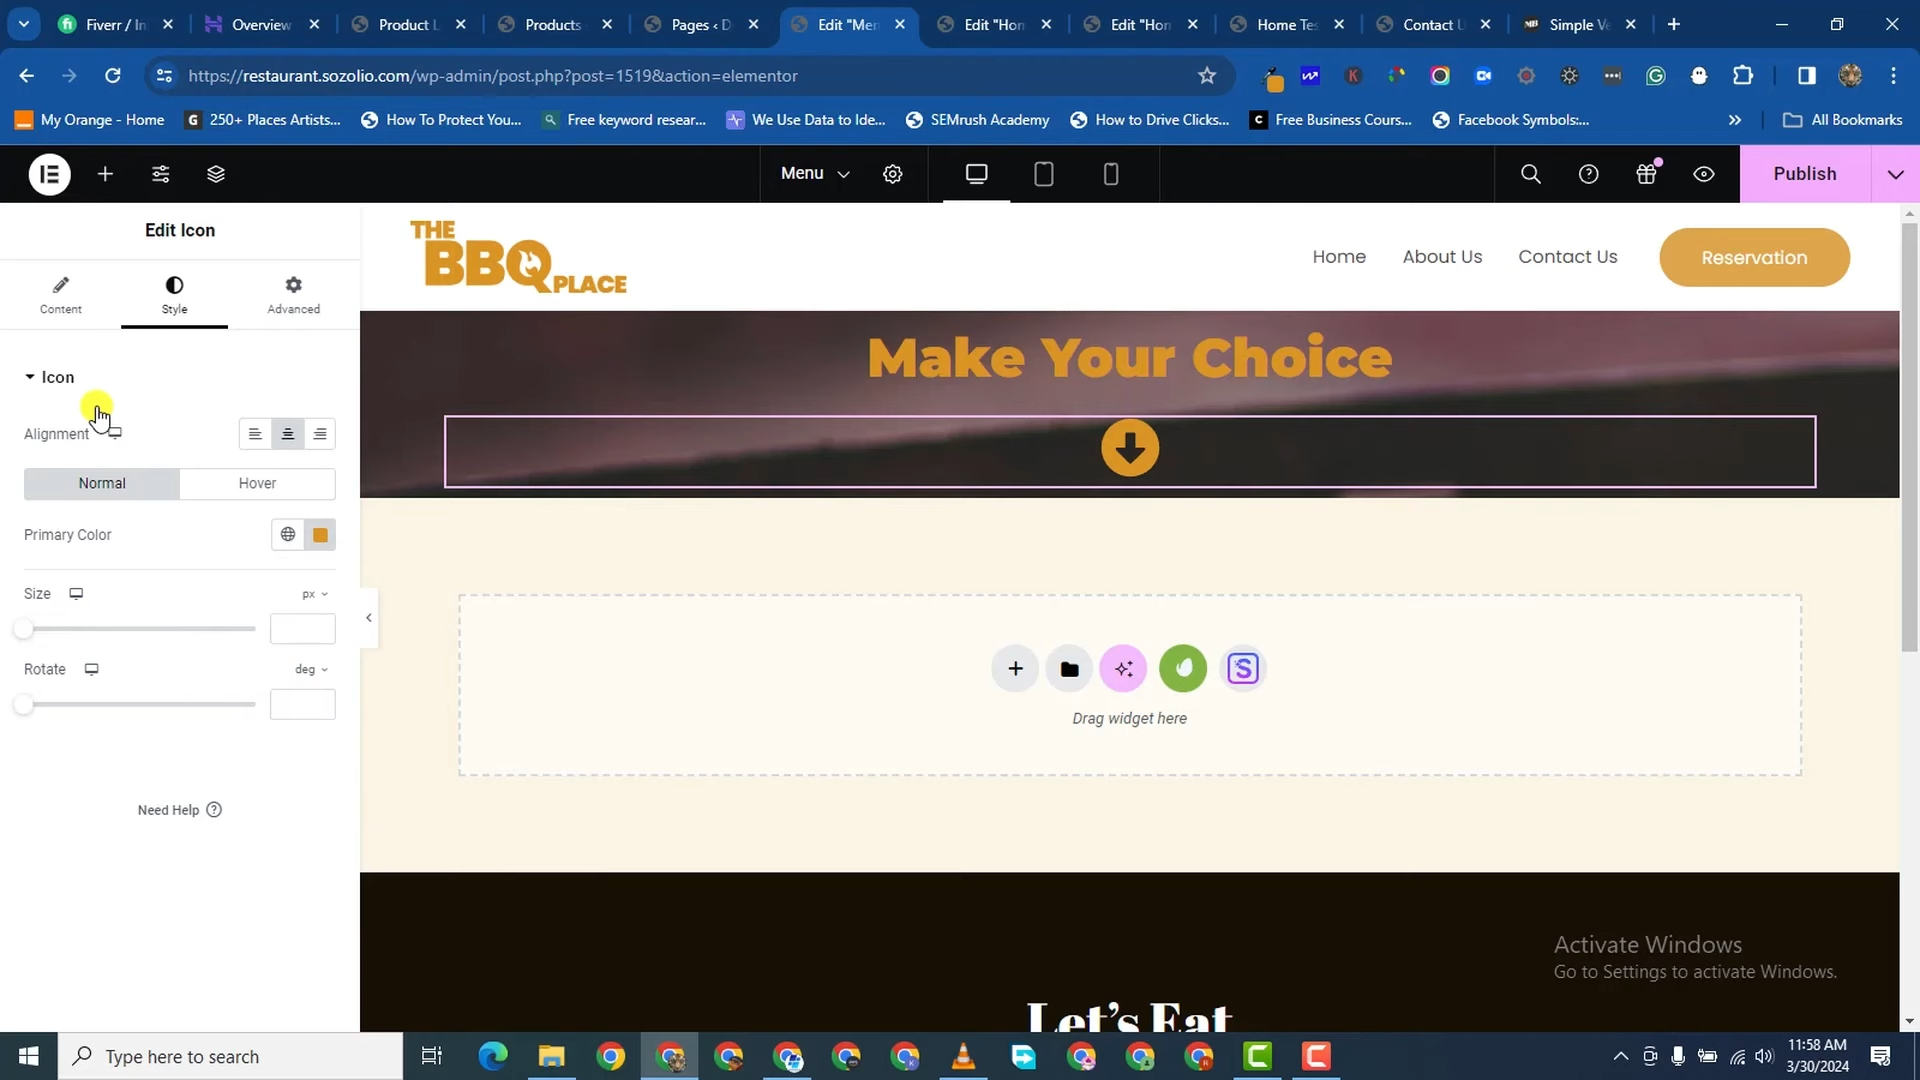 Fiverr / In
Overview
Product L
Products
Pages ‹ D
Edit "Men
Edit "Hom
Edit "Hom
Home Tes
Contact U
Simple Ve
https://restaurant.sozolio.com/wp-admin/post.php?post=1519&action=elementor
My Orange - Home
250+ Places Artists...
How To Protect You...
Free keyword resear...
We Use Data to Ide...
SEMrush Academy
How to Drive Clicks...
Free Business Cours...
Facebook Symbols:...
All Bookmarks
Menu
Publish
Edit Icon
Content
Style
Advanced
Icon
Alignment
Normal
Hover
Primary Color
Size
px
Rotate
deg
Need Help
THE
BBQ
PLACE
Home
About Us
Contact Us
Reservation
Make Your Choice
Drag widget here
Let's Eat
Activate Windows
Go to Settings to activate Windows.
Type here to search
11:58 AM
3/30/2024